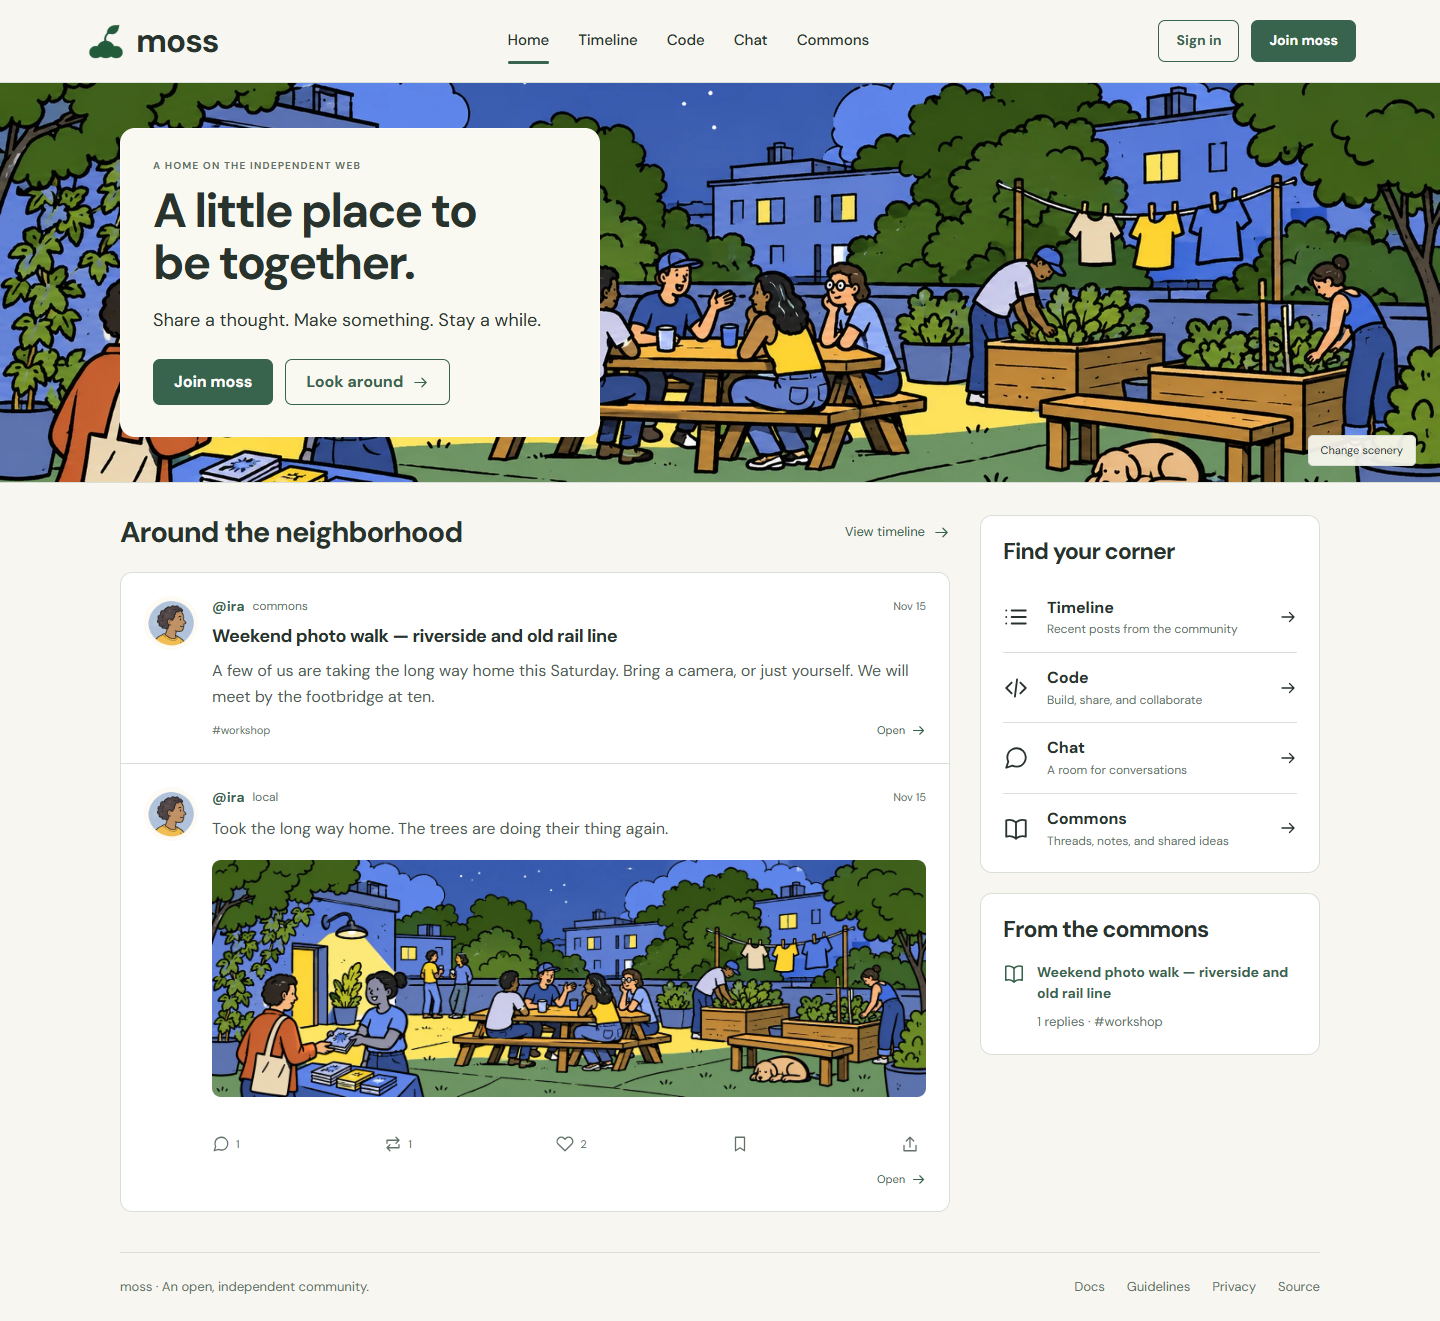 moss
Home
Timeline
Code
Chat
Commons
Sign in
Join moss
A HOME ON THE INDEPENDENT WEB
A little place to
be together.
Share a thought. Make something. Stay a while.
Join moss
Look around →
Change scenery
Around the neighborhood
View timeline →
@ira commons
Nov 15
Weekend photo walk — riverside and old rail line
A few of us are taking the long way home this Saturday. Bring a camera, or just yourself. We will
meet by the footbridge at ten.
#workshop
Open →
@ira local
Nov 15
Took the long way home. The trees are doing their thing again.
1
1
2
Open →
Find your corner
Timeline
Recent posts from the community
Code
Build, share, and collaborate
Chat
A room for conversations
Commons
Threads, notes, and shared ideas
From the commons
Weekend photo walk — riverside and
old rail line
1 replies · #workshop
moss · An open, independent community.
Docs
Guidelines
Privacy
Source